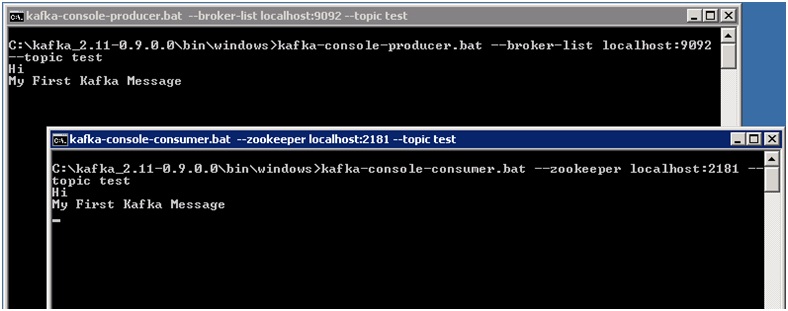 kafka-console-producer.bat --broker-list localhost:9092 --topic test
C:\kafka_2.11-0.9.0.0\bin\windows>kafka-console-producer.bat --broker-list localhost:9092
--topic test
Hi
My First Kafka Message
kafka-console-consumer.bat --zookeeper localhost:2181 --topic test
C:\kafka_2.11-0.9.0.0\bin\windows>kafka-console-consumer.bat --zookeeper localhost:2181 --
topic test
Hi
My First Kafka Message